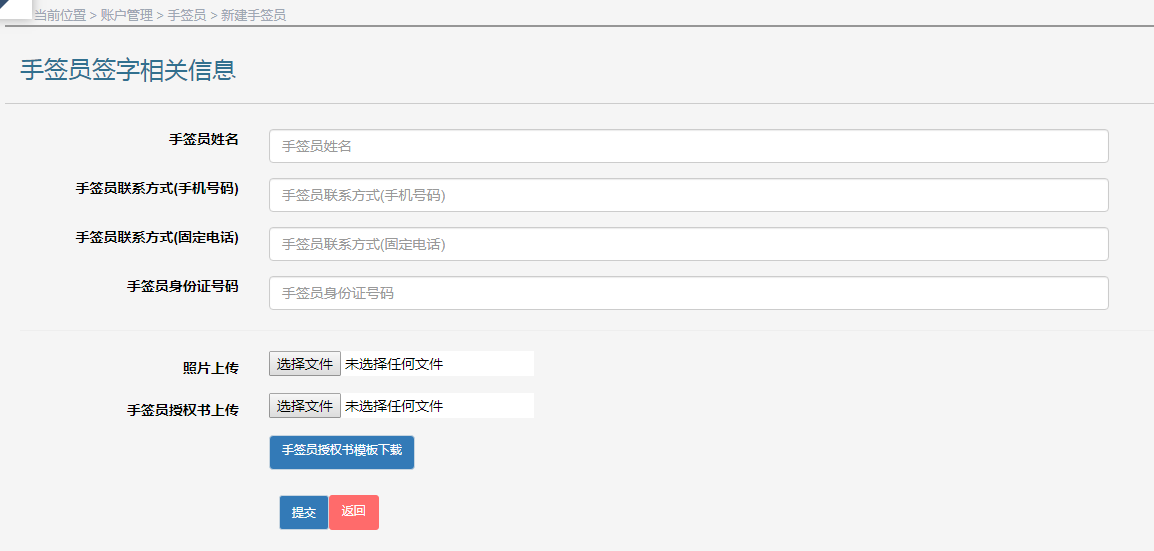 当前位置 > 账户管理 > 手签员 > 新建手签员
手签员签字相关信息
手签员姓名 手签员姓名
手签员联系方式(手机号码) 手签员联系方式(手机号码)
手签员联系方式(固定电话) 手签员联系方式(固定电话)
手签员身份证号码 手签员身份证号码
照片上传 选择文件 未选择任何文件
手签员授权书上传 选择文件 未选择任何文件
手签员授权书模板下载
提交 返回